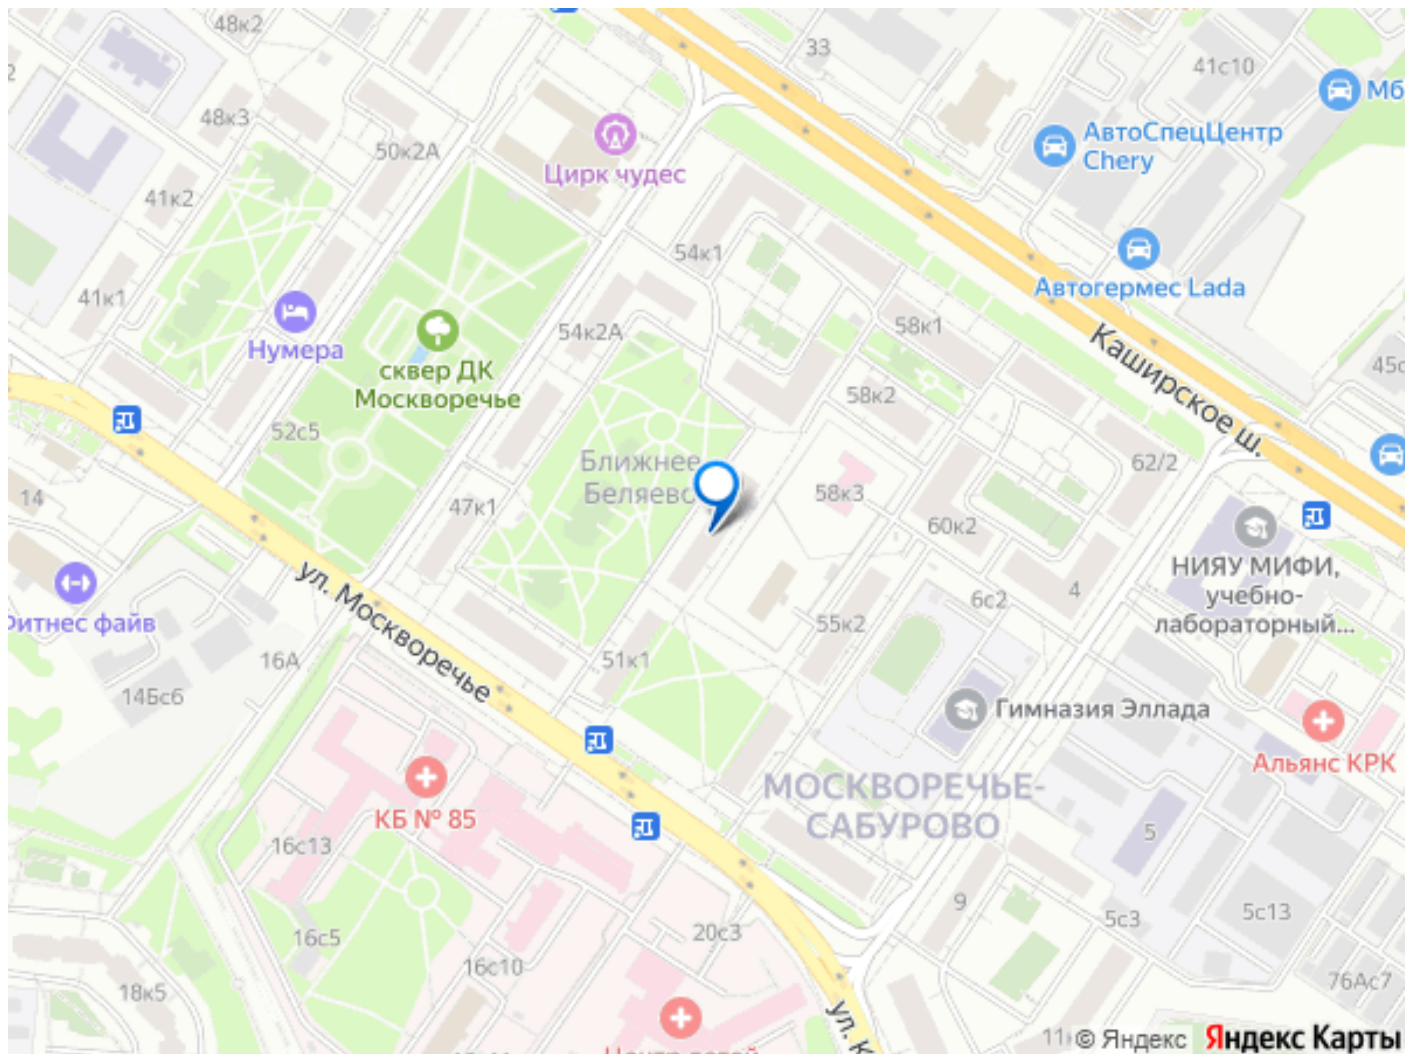 48к2
33
41с10
Мб
АвтоСпецЦентр
Chery
48к3
50к2А
Цирк чудес
41к2
54к1
41к1
Автогермес Lada
Нумера
54к2А
58к1
Каширское ш.
сквер ДК
Москворечье
45с
58к2
52с5
Ближнее
Беляево
62/2
14
47к1
58к3
60к2
НИЯУ МИФИ,
учебно-
лабораторный...
ул. Москворечье
6с2
4
Фитнес файв
55к2
16А
51к1
14Бс6
Гимназия Эллада
Альянс КРК
МОСКВОРЕЧЬЕ-
САБУРОВО
КБ № 85
16с13
5
9
5с3
5с13
16с5
20с3
16с10
18к5
76Ас7
ул. К
11
© Яндекс
Яндекс Карты